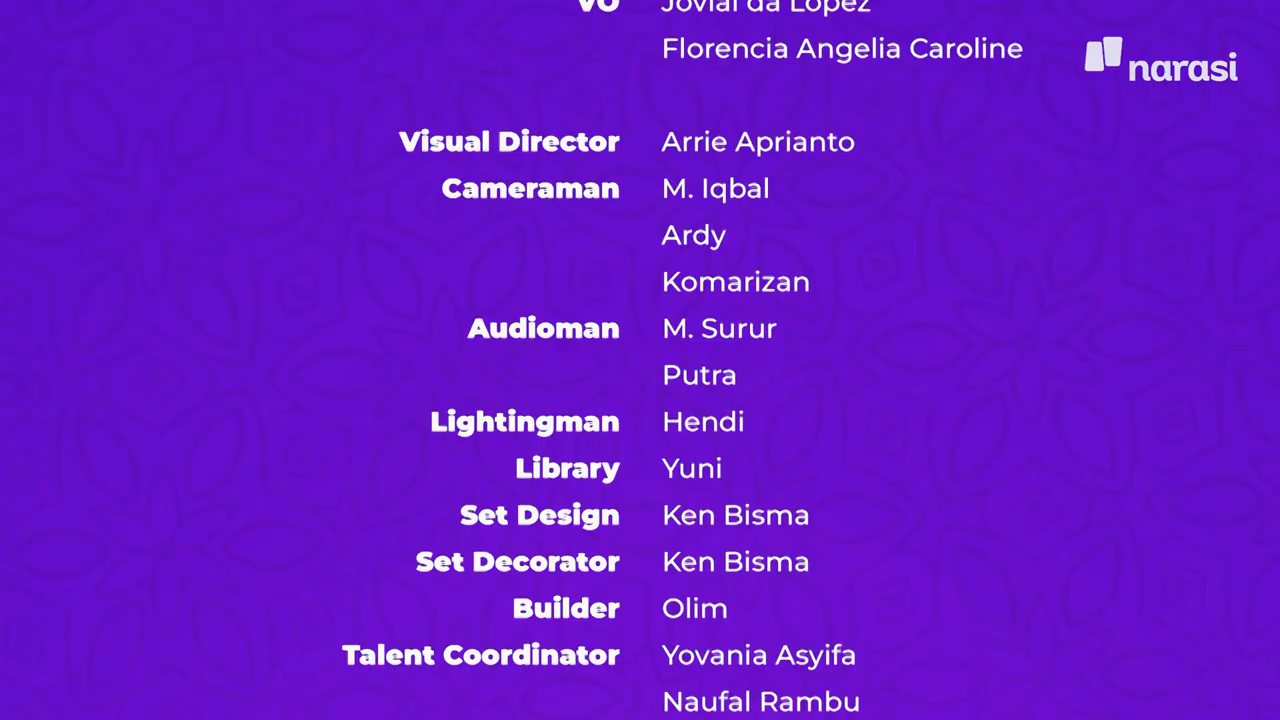 VO Jovial da Lopez
Florencia Angelia Caroline
narasi
Visual Director Arrie Aprianto
Cameraman M. Iqbal
Ardy
Komarizan
Audioman M. Surur
Putra
Lightingman Hendi
Library Yuni
Set Design Ken Bisma
Set Decorator Ken Bisma
Builder Olim
Talent Coordinator Yovania Asyifa
Naufal Rambu